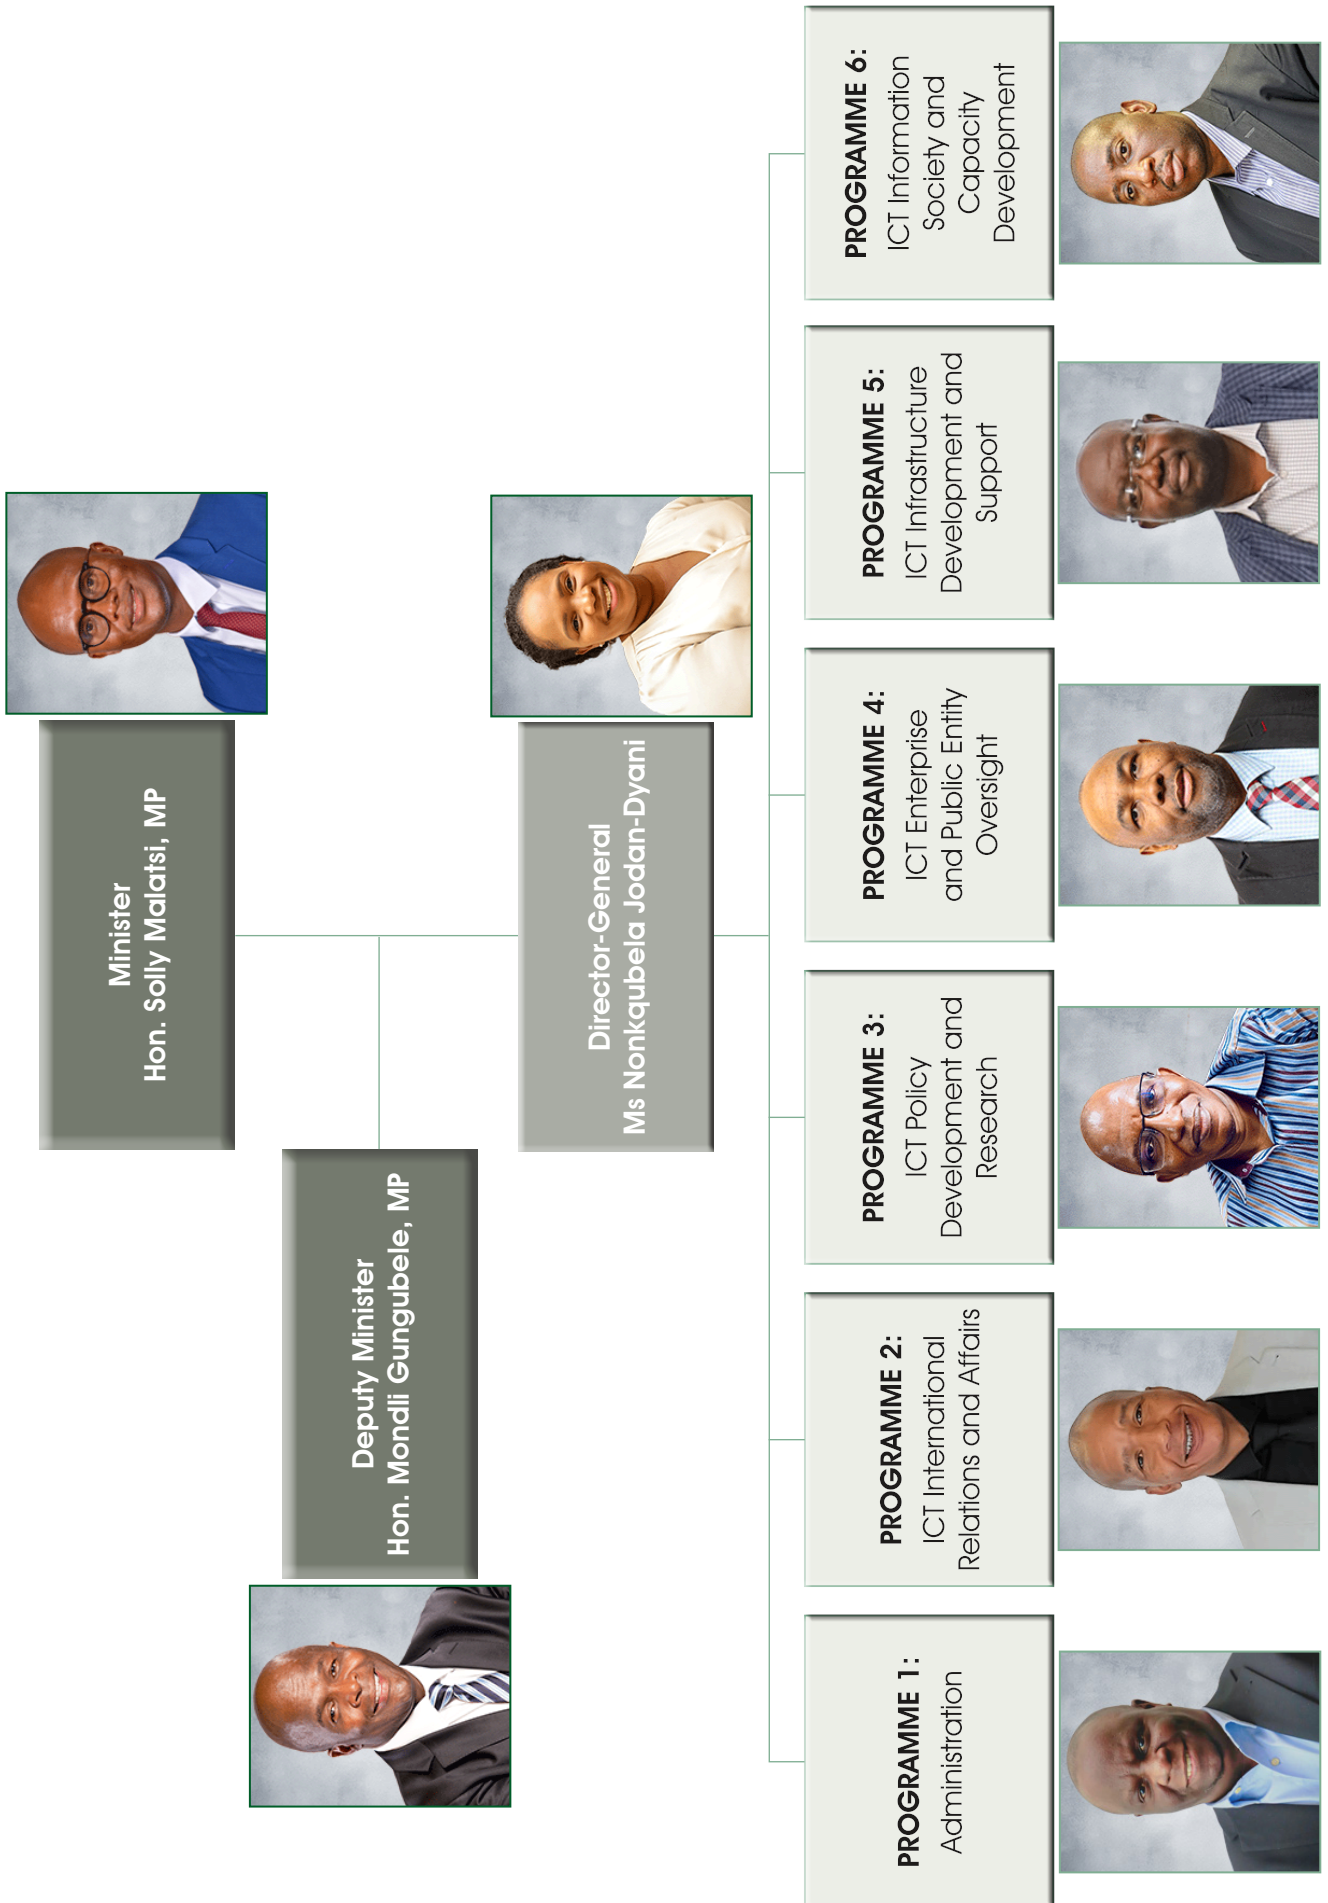 Minister
Hon. Solly Malatsi, MP
Deputy Minister
Hon. Mondli Gungubele, MP
Director-General
Ms Nonkqubela Jodan-Dyani
PROGRAMME 1:
Administration
PROGRAMME 2:
ICT International
Relations and Affairs
PROGRAMME 3:
ICT Policy
Development and
Research
PROGRAMME 4:
ICT Enterprise
and Public Entity
Oversight
PROGRAMME 5:
ICT Infrastructure
Development and
Support
PROGRAMME 6:
ICT Information
Society and
Capacity
Development